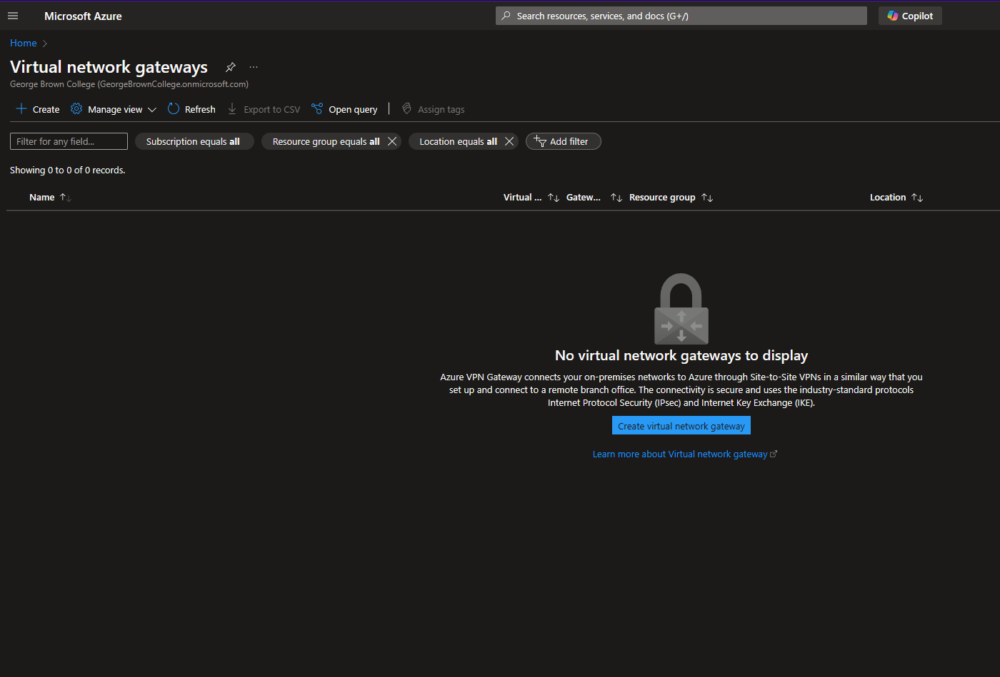 Microsoft Azure
Search resources, services, and docs (G+/)
Copilot
Home
Virtual network gateways
George Brown College (GeorgeBrownCollege.onmicrosoft.com)
Create Manage view Refresh Export to CSV Open query Assign tags
Filter for any field... Subscription equals all Resource group equals all Location equals all Add filter
Showing 0 to 0 of 0 records.
Name Virtual ... Gatew... Resource group Location
No virtual network gateways to display
Azure VPN Gateway connects your on-premises networks to Azure through Site-to-Site VPNs in a similar way that you
set up and connect to a remote branch office. The connectivity is secure and uses the industry-standard protocols
Internet Protocol Security (IPsec) and Internet Key Exchange (IKE).
Create virtual network gateway
Learn more about Virtual network gateway